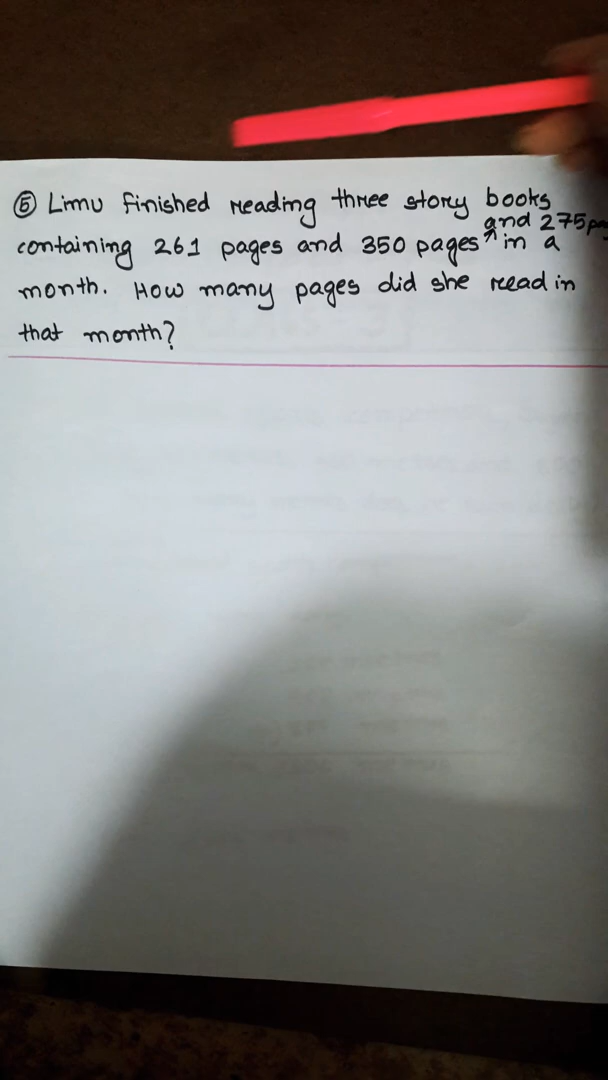 ⑤ Limu finished reading three story books
containing 261 pages and 350 pages ^and 275 in a
month. How many pages did she read in
that month?